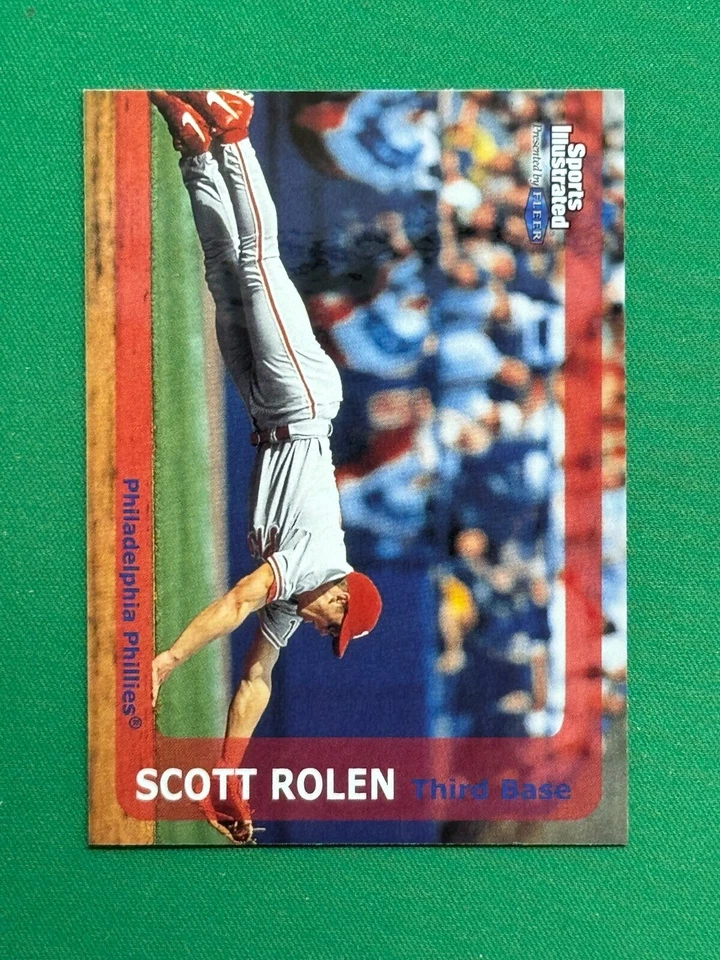 Sports
Illustrated
Presented by FLEER
Philadelphia Phillies®
SCOTT ROLEN Third Base